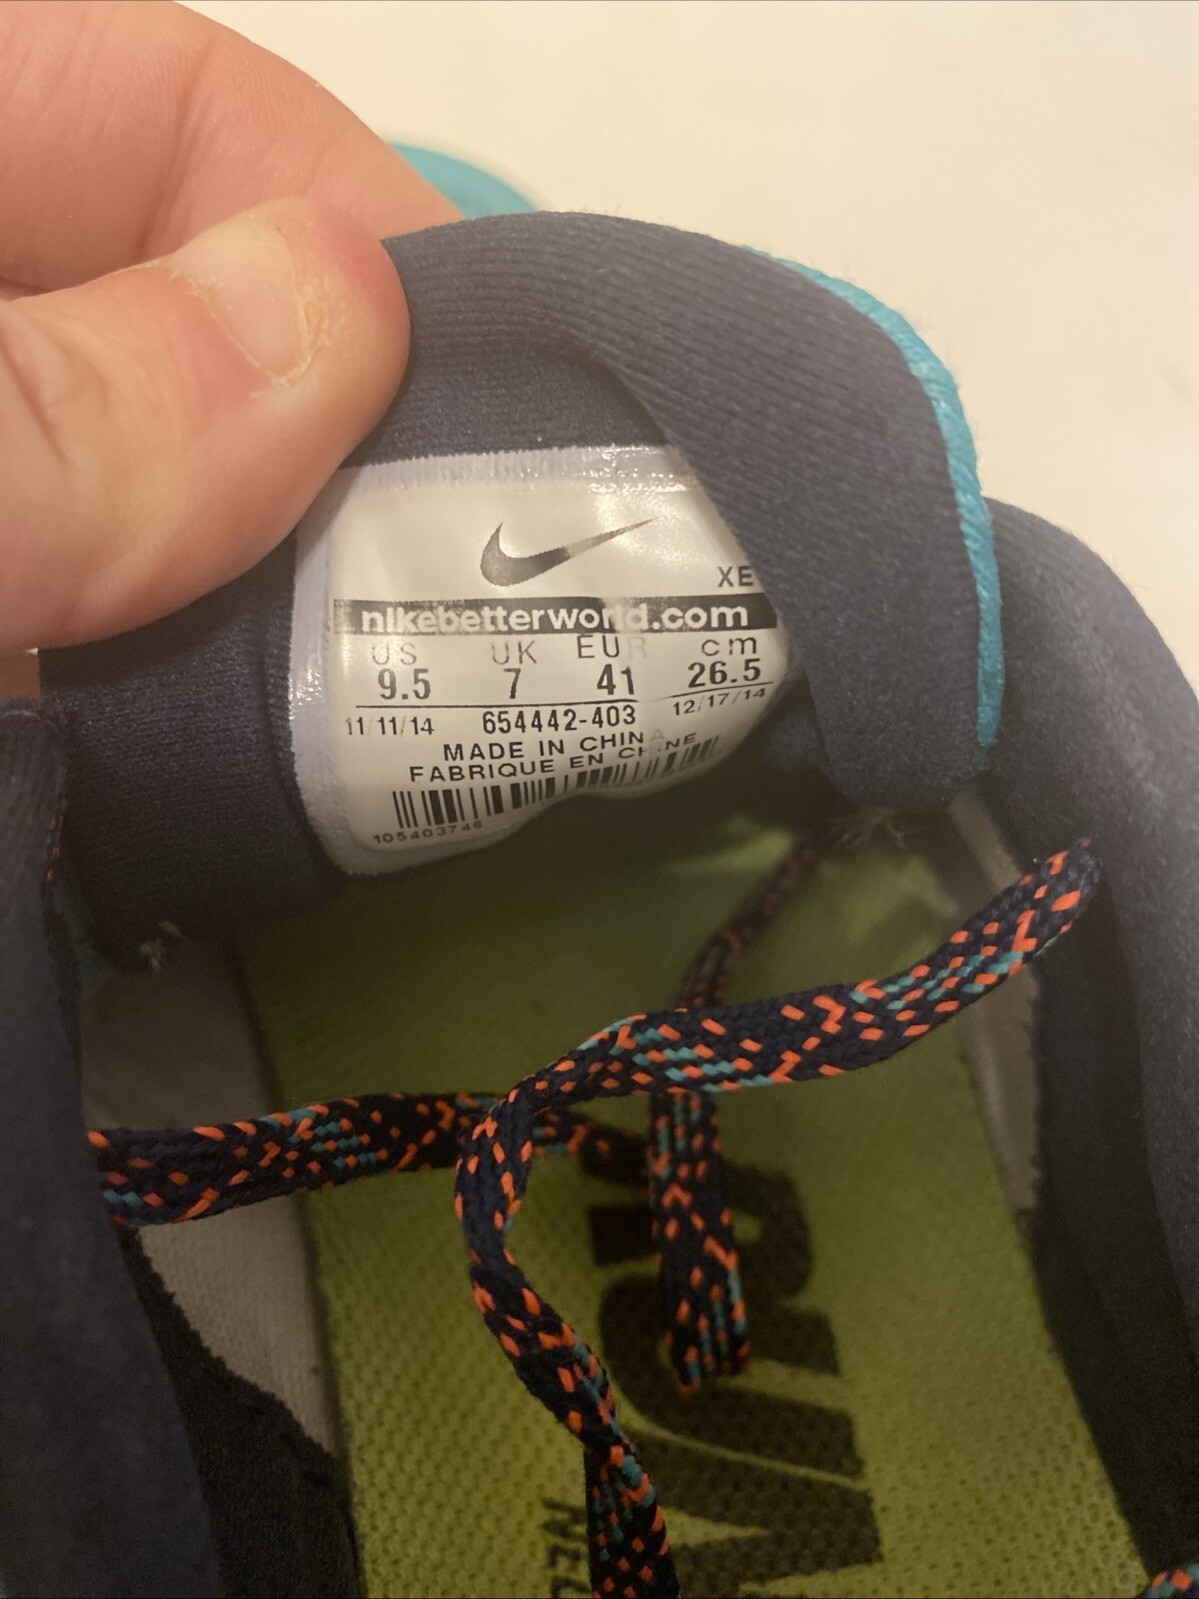 XE
nikebetterworld.com
US UK EUR cm
9.5 7 41 26.5
11/11/14 654442-403 12/17/14
MADE IN CHINA
FABRIQUE EN CHINE
105403746